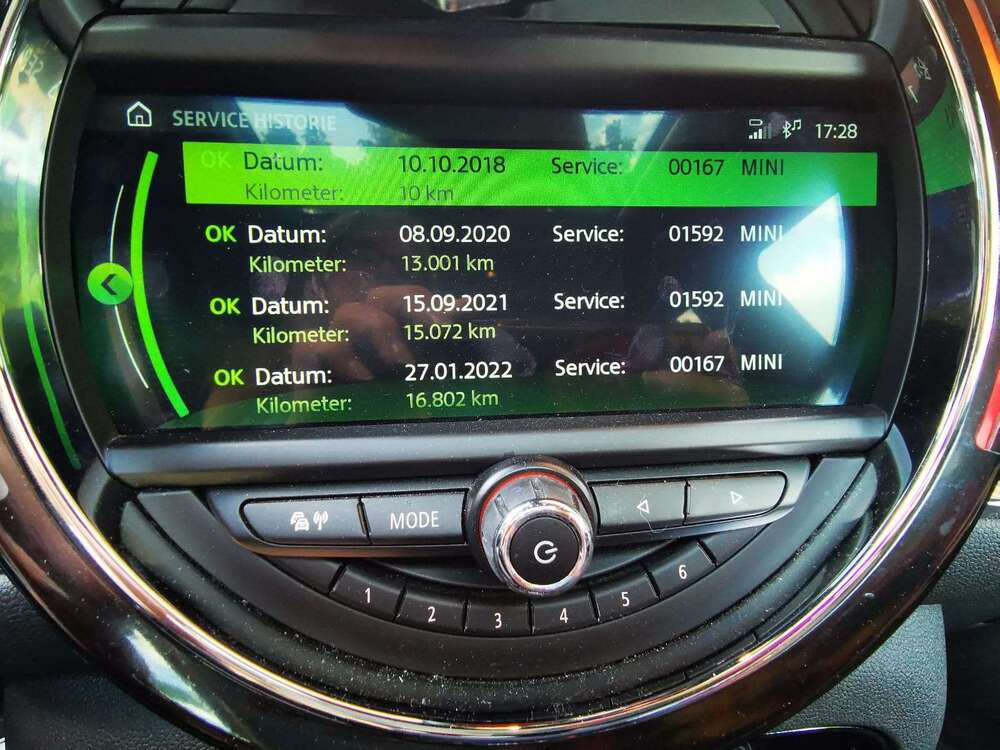 SERVICE HISTORIE 17:28
OK Datum: 10.10.2018 Service: 00167 MINI
Kilometer: 10 km
OK Datum: 08.09.2020 Service: 01592 MINI
Kilometer: 13.001 km
OK Datum: 15.09.2021 Service: 01592 MINI
Kilometer: 15.072 km
OK Datum: 27.01.2022 Service: 00167 MINI
Kilometer: 16.802 km
MODE
1 2 3 4 5 6